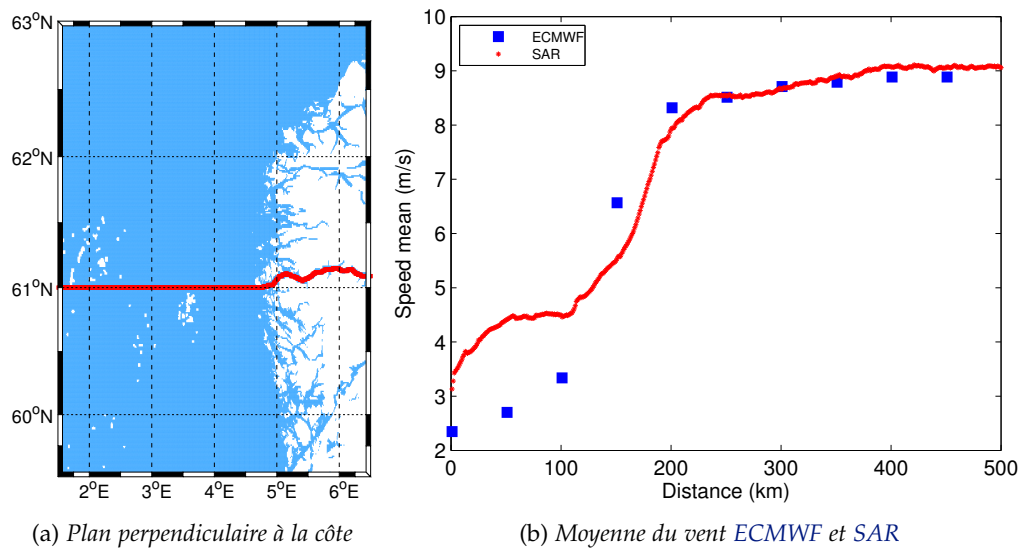 63°N
62°N
61°N
60°N
2°E 3°E 4°E 5°E 6°E
(a) Plan perpendiculaire à la côte
10
9
8
7
6
5
4
3
2
Speed mean (m/s)
ECMWF
SAR
0 100 200 300 400 500
Distance (km)
(b) Moyenne du vent ECMWF et SAR